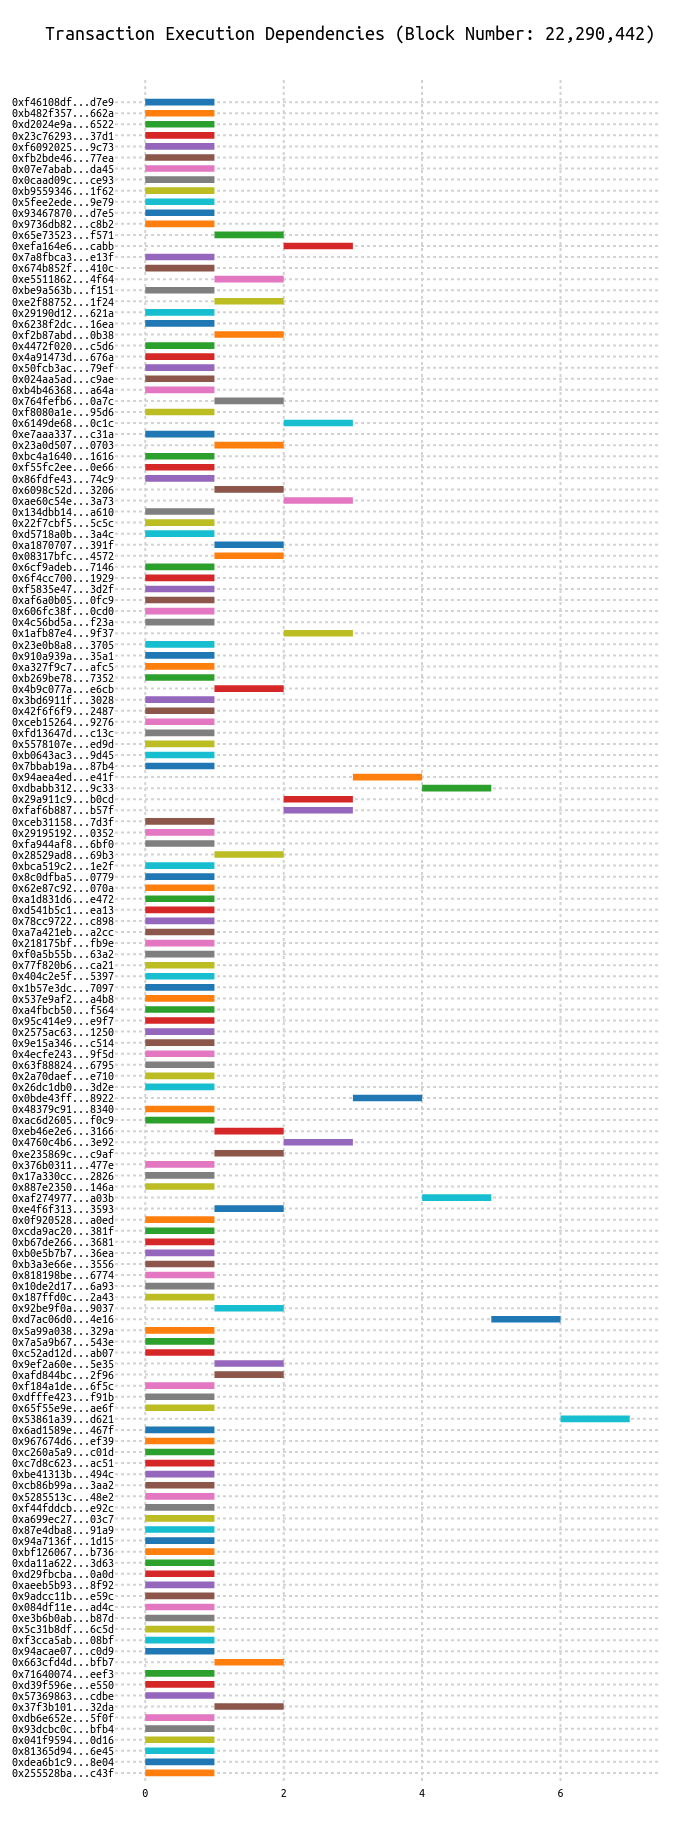 Transaction Execution Dependencies (Block Number: 22,290,442)
0xf46108df...d7e9
0xb482f357...662a
0xd2024e9a...6522
0x23c76293...37d1
0xf6092025...9c73
0xfb2bde46...77ea
0x07e7abab...da45
0x0caad09c...ce93
0xb9559346...1f62
0x5fee2ede...9e79
0x93467870...d7e5
0x9736db82...c8b2
0x65e73523...f571
0xefa164e6...cabb
0x7a8fbca3...e13f
0x674b852f...410c
0xe5511862...4f64
0xbe9a563b...f151
0xe2f88752...1f24
0x29190d12...621a
0x6238f2dc...16ea
0xf2b87abd...0b38
0x4472f020...c5d6
0x4a91473d...676a
0x50fcb3ac...79ef
0x024aa5ad...c9ae
0xb4b46368...a64a
0x764fefb6...0a7c
0xf8080a1e...95d6
0x6149de68...0c1c
0xe7aaa337...c31a
0x23a0d507...0703
0xbc4a1640...1616
0xf55fc2ee...0e66
0x86fdfe43...74c9
0x6098c52d...3206
0xae60c54e...3a73
0x134dbb14...a610
0x22f7cbf5...5c5c
0xd5718a0b...3a4c
0xa1870707...391f
0x08317bfc...4572
0x6cf9adeb...7146
0x6f4cc700...1929
0xf5835e47...3d2f
0xaf6a0b05...0fc9
0x606fc38f...0cd0
0x4c56bd5a...f23a
0x1afb87e4...9f37
0x23e0b8a8...3705
0x910a939a...35a1
0xa327f9c7...afc5
0xb269be78...7352
0x4b9c077a...e6cb
0x3bd6911f...3028
0x42f6f6f9...2487
0xceb15264...9276
0xfd13647d...c13c
0x5578107e...ed9d
0xb0643ac3...9d45
0x7bbab19a...87b4
0x94aea4ed...e41f
0xdbabb312...9c33
0x29a911c9...b0cd
0xfaf6b887...b57f
0xceb31158...7d3f
0x29195192...0352
0xfa944af8...6bf0
0x28529ad8...69b3
0xbca519c2...1e2f
0x8c0dfba5...0779
0x62e87c92...070a
0xa1d831d6...e472
0xd541b5c1...ea13
0x78cc9722...c898
0xa7a421eb...a2cc
0x218175bf...fb9e
0xf0a5b55b...63a2
0x77f820b6...ca21
0x404c2e5f...5397
0x1b57e3dc...7097
0x537e9af2...a4b8
0xa4fbcb50...f564
0x95c414e9...e9f7
0x2575ac63...1250
0x9e15a346...c514
0x4ecfe243...9f5d
0x63f88824...6795
0x2a70daef...e710
0x26dc1db0...3d2e
0x0bde43ff...8922
0x48379c91...8340
0xac6d2605...f0c9
0xeb46e2e6...3166
0x4760c4b6...3e92
0xe235869c...c9af
0x376b0311...477e
0x17a330cc...2826
0x887e2350...146a
0xaf274977...a03b
0xe4f6f313...3593
0x0f920528...a0ed
0xcda9ac20...381f
0xb67de266...3681
0xb0e5b7b7...36ea
0xb3a3e66e...3556
0x818198be...6774
0x10de2d17...6a93
0x187ffd0c...2a43
0x92be9f0a...9037
0xd7ac06d0...4e16
0x5a99a038...329a
0x7a5a9b67...543e
0xc52ad12d...ab07
0x9ef2a60e...5e35
0xafd844bc...2f96
0xf184a1de...6f5c
0xdfffe423...f91b
0x65f55e9e...ae6f
0x53861a39...d621
0x6ad1589e...467f
0x967674d6...ef39
0xc260a5a9...c01d
0xc7d8c623...ac51
0xbe41313b...494c
0xcb86b99a...3aa2
0x5285513c...48e2
0xf44fddcb...e92c
0xa699ec27...03c7
0x87e4dba8...91a9
0x94a7136f...1d15
0xbf126067...b736
0xda11a622...3d63
0xd29fbcba...0a0d
0xaeeb5b93...8f92
0x9adcc11b...e59c
0x084df11e...ad4c
0xe3b6b0ab...b87d
0x5c31b8df...6c5d
0xf3cca5ab...08bf
0x94acae07...c0d9
0x663cfd4d...bfb7
0x71640074...eef3
0xd39f596e...e550
0x57369863...cdbe
0x37f3b101...32da
0xdb6e652e...5f0f
0x93dcbc0c...bfb4
0x041f9594...0d16
0x81365d94...6e45
0xdea6b1c9...8e04
0x255528ba...c43f
0 2 4 6